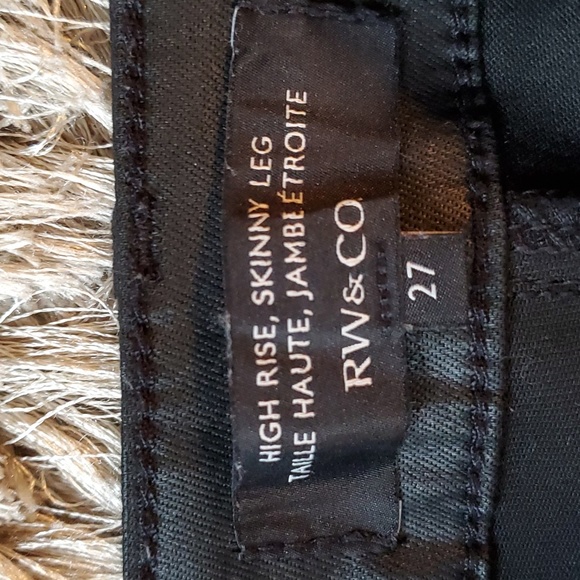 HIGH RISE, SKINNY LEG
TAILLE HAUTE, JAMBE ÉTROITE
RW&CO.
27